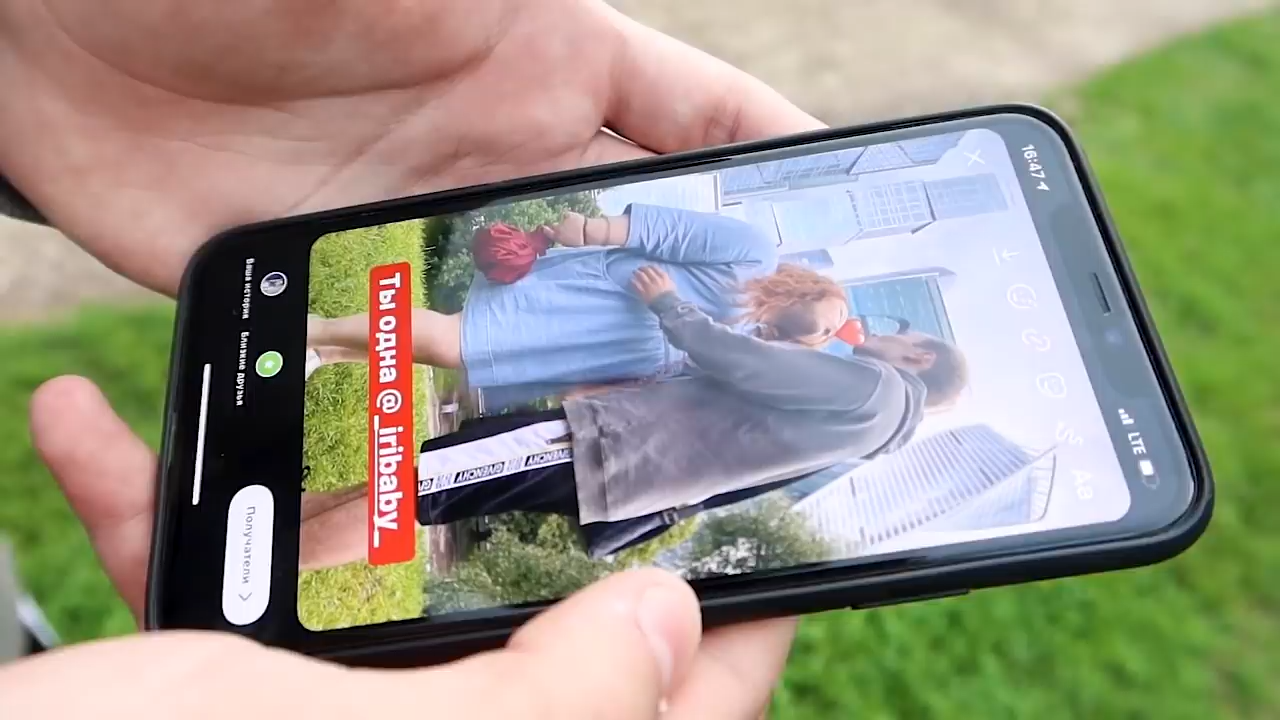 16:47
LTE
Aa
GIVENCHY GIVENCHY
Ты одна @_iribaby_
Ваша история
Близкие друзья
Получатели >